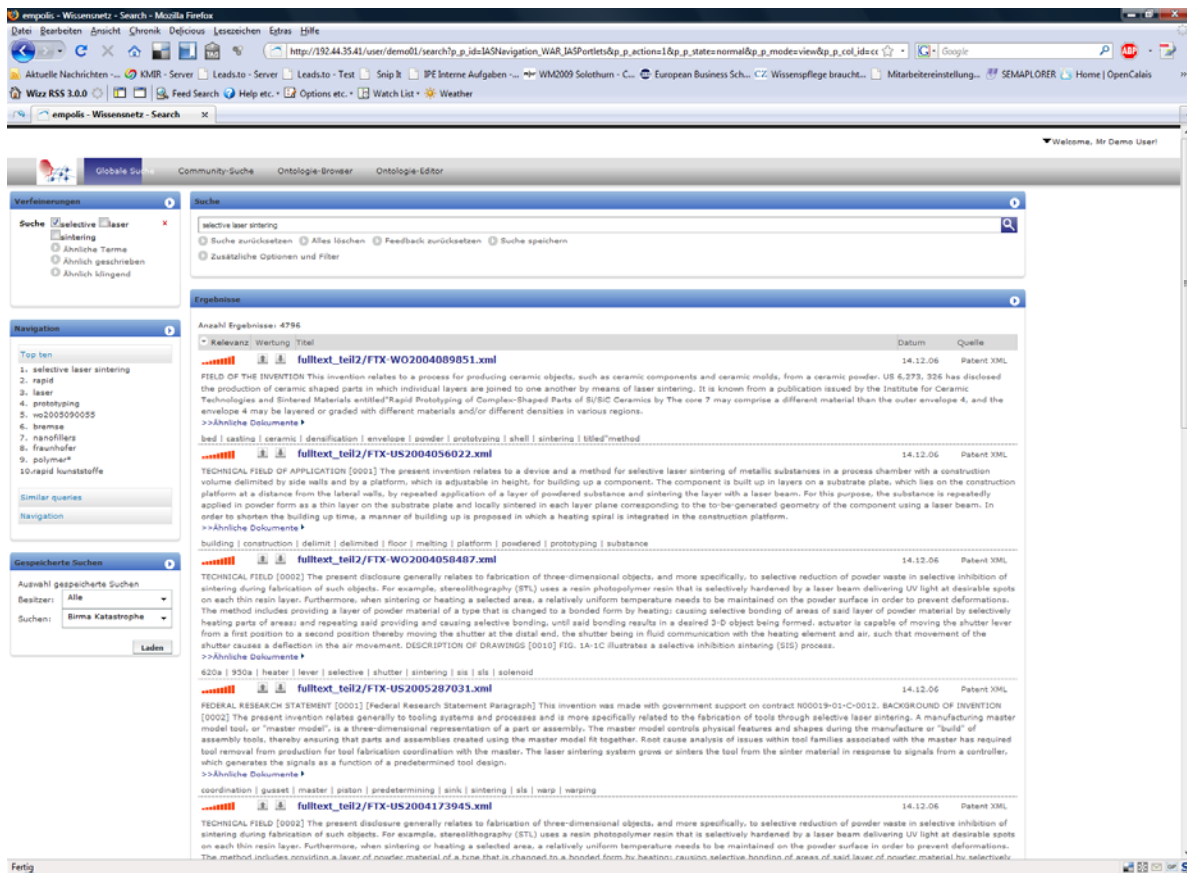 empolis - Wissensnetz - Search - Mozilla Firefox
Datei Bearbeiten Ansicht Chronik Delicious Lesezeichen Extras Hilfe
http://192.44.35.41/user/demo01/search?p_p_id=IASNavigation_WAR_IASPortlets&p_p_action=1&p_p_state=normal&p_p_mode=view&p_p_col_id=cc Google
Aktuelle Nachrichten -... KMIR - Server Leads.to - Server Leads.to - Test Snip It IPE Interne Aufgaben -... WM2009 Solothurn - C... European Business Sch... Wissenspflege braucht... Mitarbeitereinstellung... SEMAPLORER Home | OpenCalais »
Wizz RSS 3.0.0 Feed Search Help etc. Options etc. Watch List Weather
empolis - Wissensnetz - Search
Welcome, Mr Demo User!
Globale Suche Community-Suche Ontologie-Browser Ontologie-Editor
Verfeinerungen
Suche selective laser x
sintering
Ähnliche Terme
Ähnlich geschrieben
Ähnlich klingend
Navigation
Top ten
1. selective laser sintering
2. rapid
3. laser
4. prototyping
5. wo2005090055
6. bremse
7. nanofillers
8. fraunhofer
9. polymer*
10.rapid kunststoffe
Similar queries
Navigation
Gespeicherte Suchen
Auswahl gespeicherte Suchen
Besitzer: Alle
Suchen: Birma Katastrophe
Laden
Suche
selective laser sintering
Suche zurücksetzen Alles löschen Feedback zurücksetzen Suche speichern
Zusätzliche Optionen und Filter
Ergebnisse
Anzahl Ergebnisse: 4796
Relevanz Wertung Titel Datum Quelle
fulltext_teil2/FTX-WO2004089851.xml 14.12.06 Patent XML
FIELD OF THE INVENTION This invention relates to a process for producing ceramic objects, such as ceramic components and ceramic molds, from a ceramic powder. US 6,273, 326 has disclosed
the production of ceramic shaped parts in which individual layers are joined to one another by means of laser sintering. It is known from a publication issued by the Institute for Ceramic
Technologies and Sintered Materials entitled"Rapid Prototyping of Complex-Shaped Parts of Si/SiC Ceramics by The core 7 may comprise a different material than the outer envelope 4, and the
envelope 4 may be layered or graded with different materials and/or different densities in various regions.
>>Ähnliche Dokumente
bed | casting | ceramic | densification | envelope | powder | prototyping | shell | sintering | titled"method
fulltext_teil2/FTX-US2004056022.xml 14.12.06 Patent XML
TECHNICAL FIELD OF APPLICATION [0001] The present invention relates to a device and a method for selective laser sintering of metallic substances in a process chamber with a construction
volume delimited by side walls and by a platform, which is adjustable in height, for building up a component. The component is built up in layers on a substrate plate, which lies on the construction
platform at a distance from the lateral walls, by repeated application of a layer of powdered substance and sintering the layer with a laser beam. For this purpose, the substance is repeatedly
applied in powder form as a thin layer on the substrate plate and locally sintered in each layer plane corresponding to the to-be-generated geometry of the component using a laser beam. In
order to shorten the building up time, a manner of building up is proposed in which a heating spiral is integrated in the construction platform.
>>Ähnliche Dokumente
building | construction | delimit | delimited | floor | melting | platform | powdered | prototyping | substance
fulltext_teil2/FTX-WO2004058487.xml 14.12.06 Patent XML
TECHNICAL FIELD [0002] The present disclosure generally relates to fabrication of three-dimensional objects, and more specifically, to selective reduction of powder waste in selective inhibition of
sintering during fabrication of such objects. For example, stereolithography (STL) uses a resin photopolymer resin that is selectively hardened by a laser beam delivering UV light at desirable spots
on each thin resin layer. Furthermore, when sintering or heating a selected area, a relatively uniform temperature needs to be maintained on the powder surface in order to prevent deformations.
The method includes providing a layer of powder material of a type that is changed to a bonded form by heating; causing selective bonding of areas of said layer of powder material by selectively
heating parts of areas; and repeating said providing and causing selective bonding, until said bonding results in a desired 3-D object being formed. actuator is capable of moving the shutter lever
from a first position to a second position thereby moving the shutter at the distal end, the shutter being in fluid communication with the heating element and air, such that movement of the
shutter causes a deflection in the air movement. DESCRIPTION OF DRAWINGS [0010] FIG. 1A-1C illustrates a selective inhibition sintering (SIS) process.
>>Ähnliche Dokumente
620a | 950a | heater | lever | selective | shutter | sintering | sis | sls | solenoid
fulltext_teil2/FTX-US2005287031.xml 14.12.06 Patent XML
FEDERAL RESEARCH STATEMENT [0001] [Federal Research Statement Paragraph] This invention was made with government support on contract N00019-01-C-0012. BACKGROUND OF INVENTION
[0002] The present invention relates generally to tooling systems and processes and is more specifically related to the fabrication of tools through selective laser sintering. A manufacturing master
model tool, or "master model", is a three-dimensional representation of a part or assembly. The master model controls physical features and shapes during the manufacture or "build" of
assembly tools, thereby ensuring that parts and assemblies created using the master model fit together. Root cause analysis of issues within tool families associated with the master has required
tool removal from production for tool fabrication coordination with the master. The laser sintering system grows or sinters the tool from the sinter material in response to signals from a controller,
which generates the signals as a function of a predetermined tool design.
>>Ähnliche Dokumente
coordination | gusset | master | piston | predetermining | sink | sintering | sls | warp | warping
fulltext_teil2/FTX-US2004173945.xml 14.12.06 Patent XML
TECHNICAL FIELD [0002] The present disclosure generally relates to fabrication of three-dimensional objects, and more specifically, to selective reduction of powder waste in selective inhibition of
sintering during fabrication of such objects. For example, stereolithography (STL) uses a resin photopolymer resin that is selectively hardened by a laser beam delivering UV light at desirable spots
on each thin resin layer. Furthermore, when sintering or heating a selected area, a relatively uniform temperature needs to be maintained on the powder surface in order to prevent deformations.
The method includes providing a layer of powder material of a type that is changed to a bonded form by heating; causing selective bonding of areas of said layer of powder material by selectively
Fertig